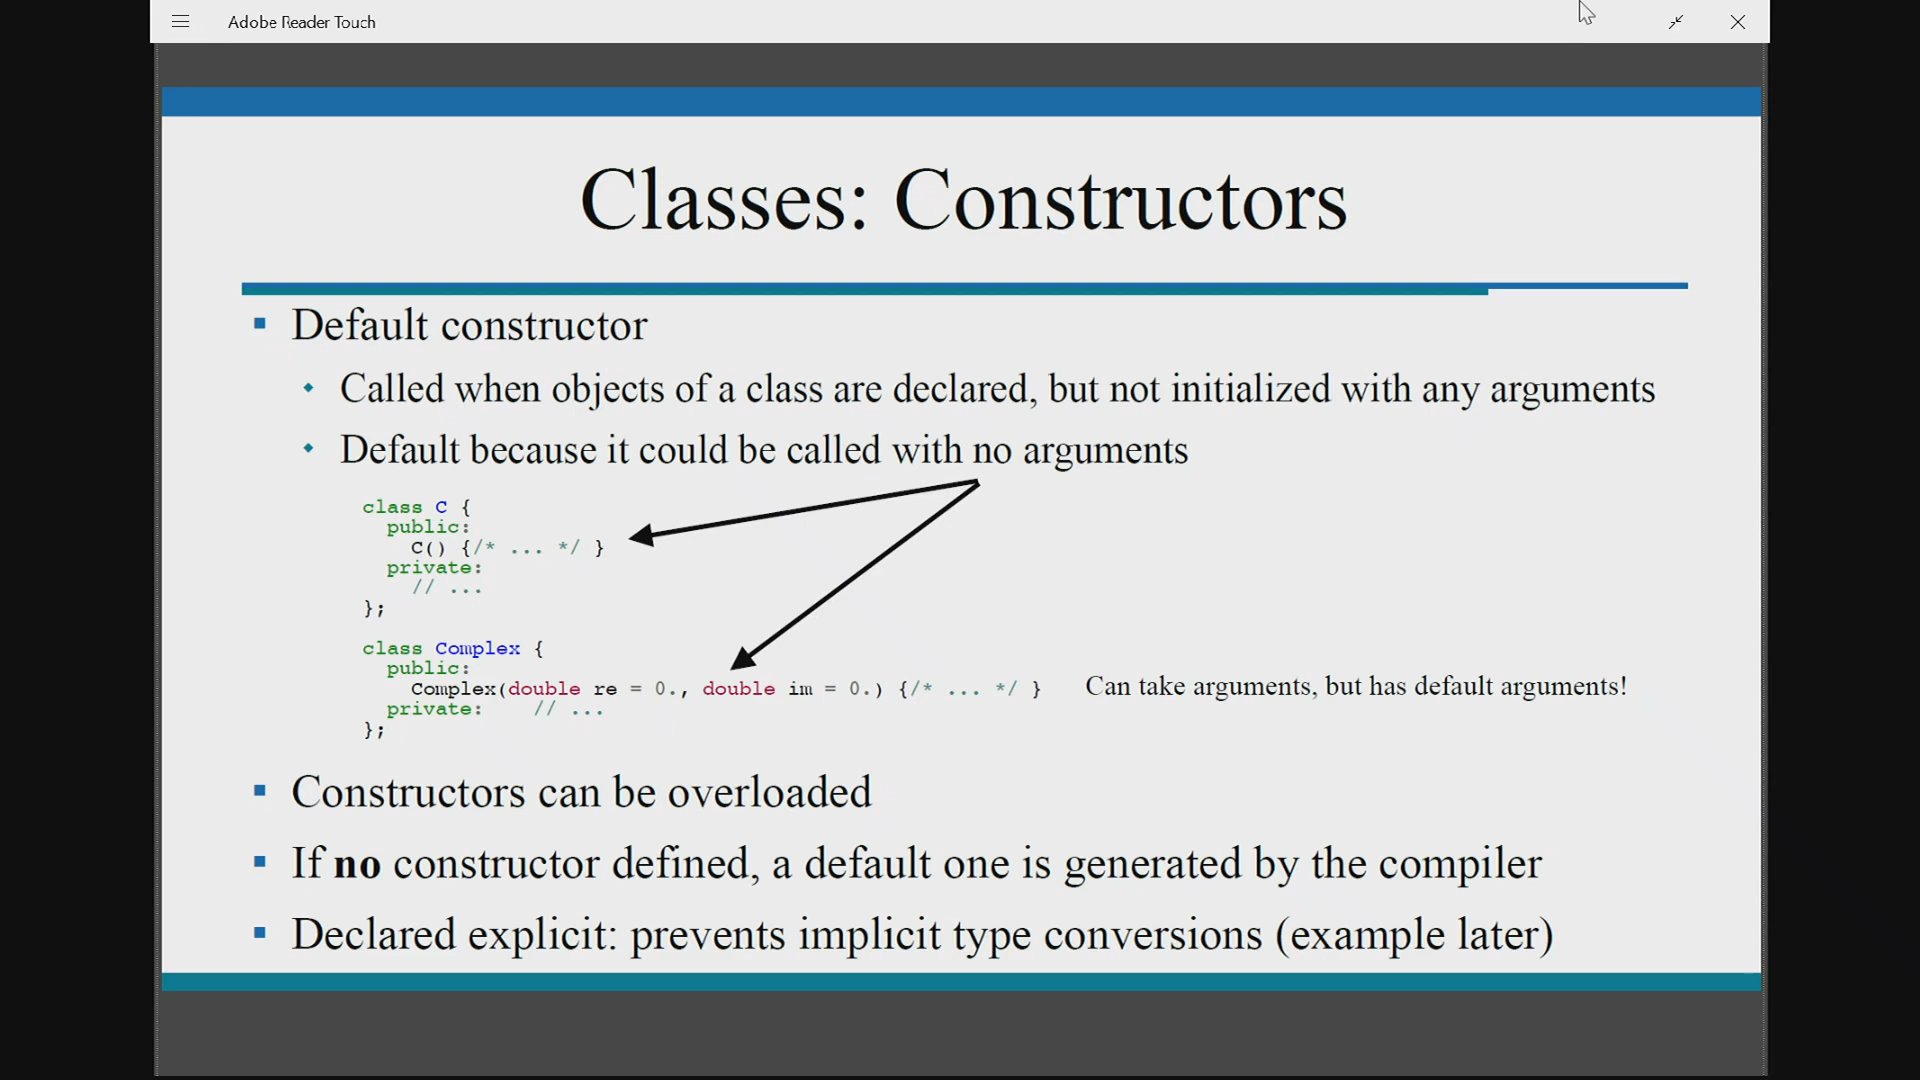 Adobe Reader Touch
Classes: Constructors
Default constructor
Called when objects of a class are declared, but not initialized with any arguments
Default because it could be called with no arguments
class C {
public:
C() {/* ... */ }
private:
// ...
};
class Complex {
public:
Complex(double re = 0., double im = 0.) {/* ... */ }
Can take arguments, but has default arguments!
private: // ...
};
Constructors can be overloaded
If no constructor defined, a default one is generated by the compiler
Declared explicit: prevents implicit type conversions (example later)